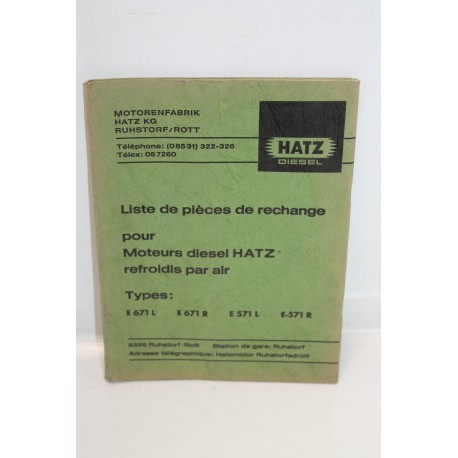 MOTORENFABRIK
HATZ KG
RUHSTORF/ROTT
Téléphone: (08531) 322-326
Télex: 057260
HATZ
DIESEL
Liste de pièces de rechange
pour
Moteurs diesel HATZ
refroidis par air
Types:
E 671 L E 671 R E 571 L E-571 R
8399 Ruhstorf-Rott Station de gare: Ruhstorf
Adresse télégraphique: Hatzmotor Ruhstorfsdrott